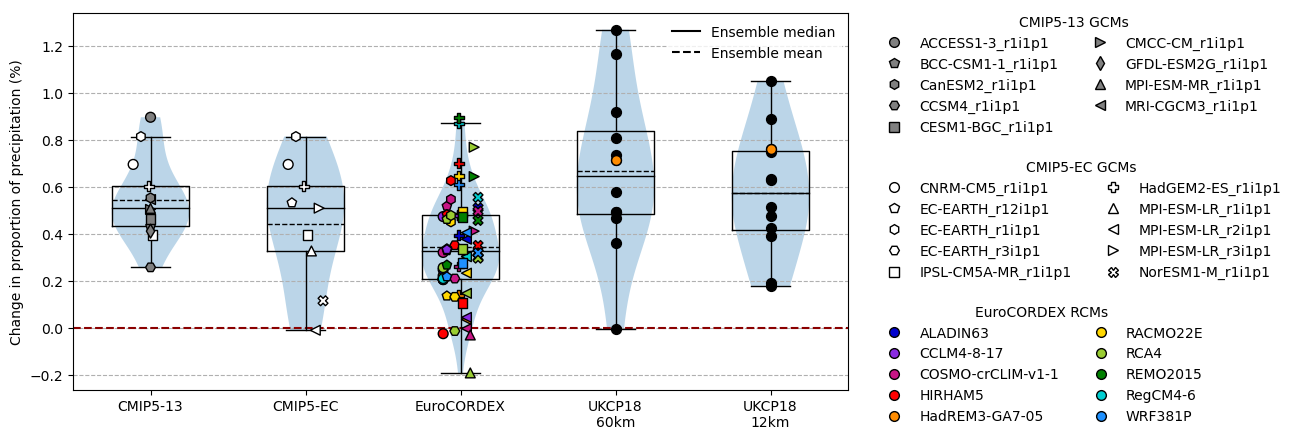 Change in proportion of precipitation (%)
1.2
1.0
0.8
0.6
0.4
0.2
0.0
−0.2
CMIP5-13
CMIP5-EC
EuroCORDEX
UKCP18
60km
UKCP18
12km
Ensemble median
Ensemble mean
CMIP5-13 GCMs
ACCESS1-3_r1i1p1
BCC-CSM1-1_r1i1p1
CanESM2_r1i1p1
CCSM4_r1i1p1
CESM1-BGC_r1i1p1
CMCC-CM_r1i1p1
GFDL-ESM2G_r1i1p1
MPI-ESM-MR_r1i1p1
MRI-CGCM3_r1i1p1
CMIP5-EC GCMs
CNRM-CM5_r1i1p1
EC-EARTH_r12i1p1
EC-EARTH_r1i1p1
EC-EARTH_r3i1p1
IPSL-CM5A-MR_r1i1p1
HadGEM2-ES_r1i1p1
MPI-ESM-LR_r1i1p1
MPI-ESM-LR_r2i1p1
MPI-ESM-LR_r3i1p1
NorESM1-M_r1i1p1
EuroCORDEX RCMs
ALADIN63
CCLM4-8-17
COSMO-crCLIM-v1-1
HIRHAM5
HadREM3-GA7-05
RACMO22E
RCA4
REMO2015
RegCM4-6
WRF381P